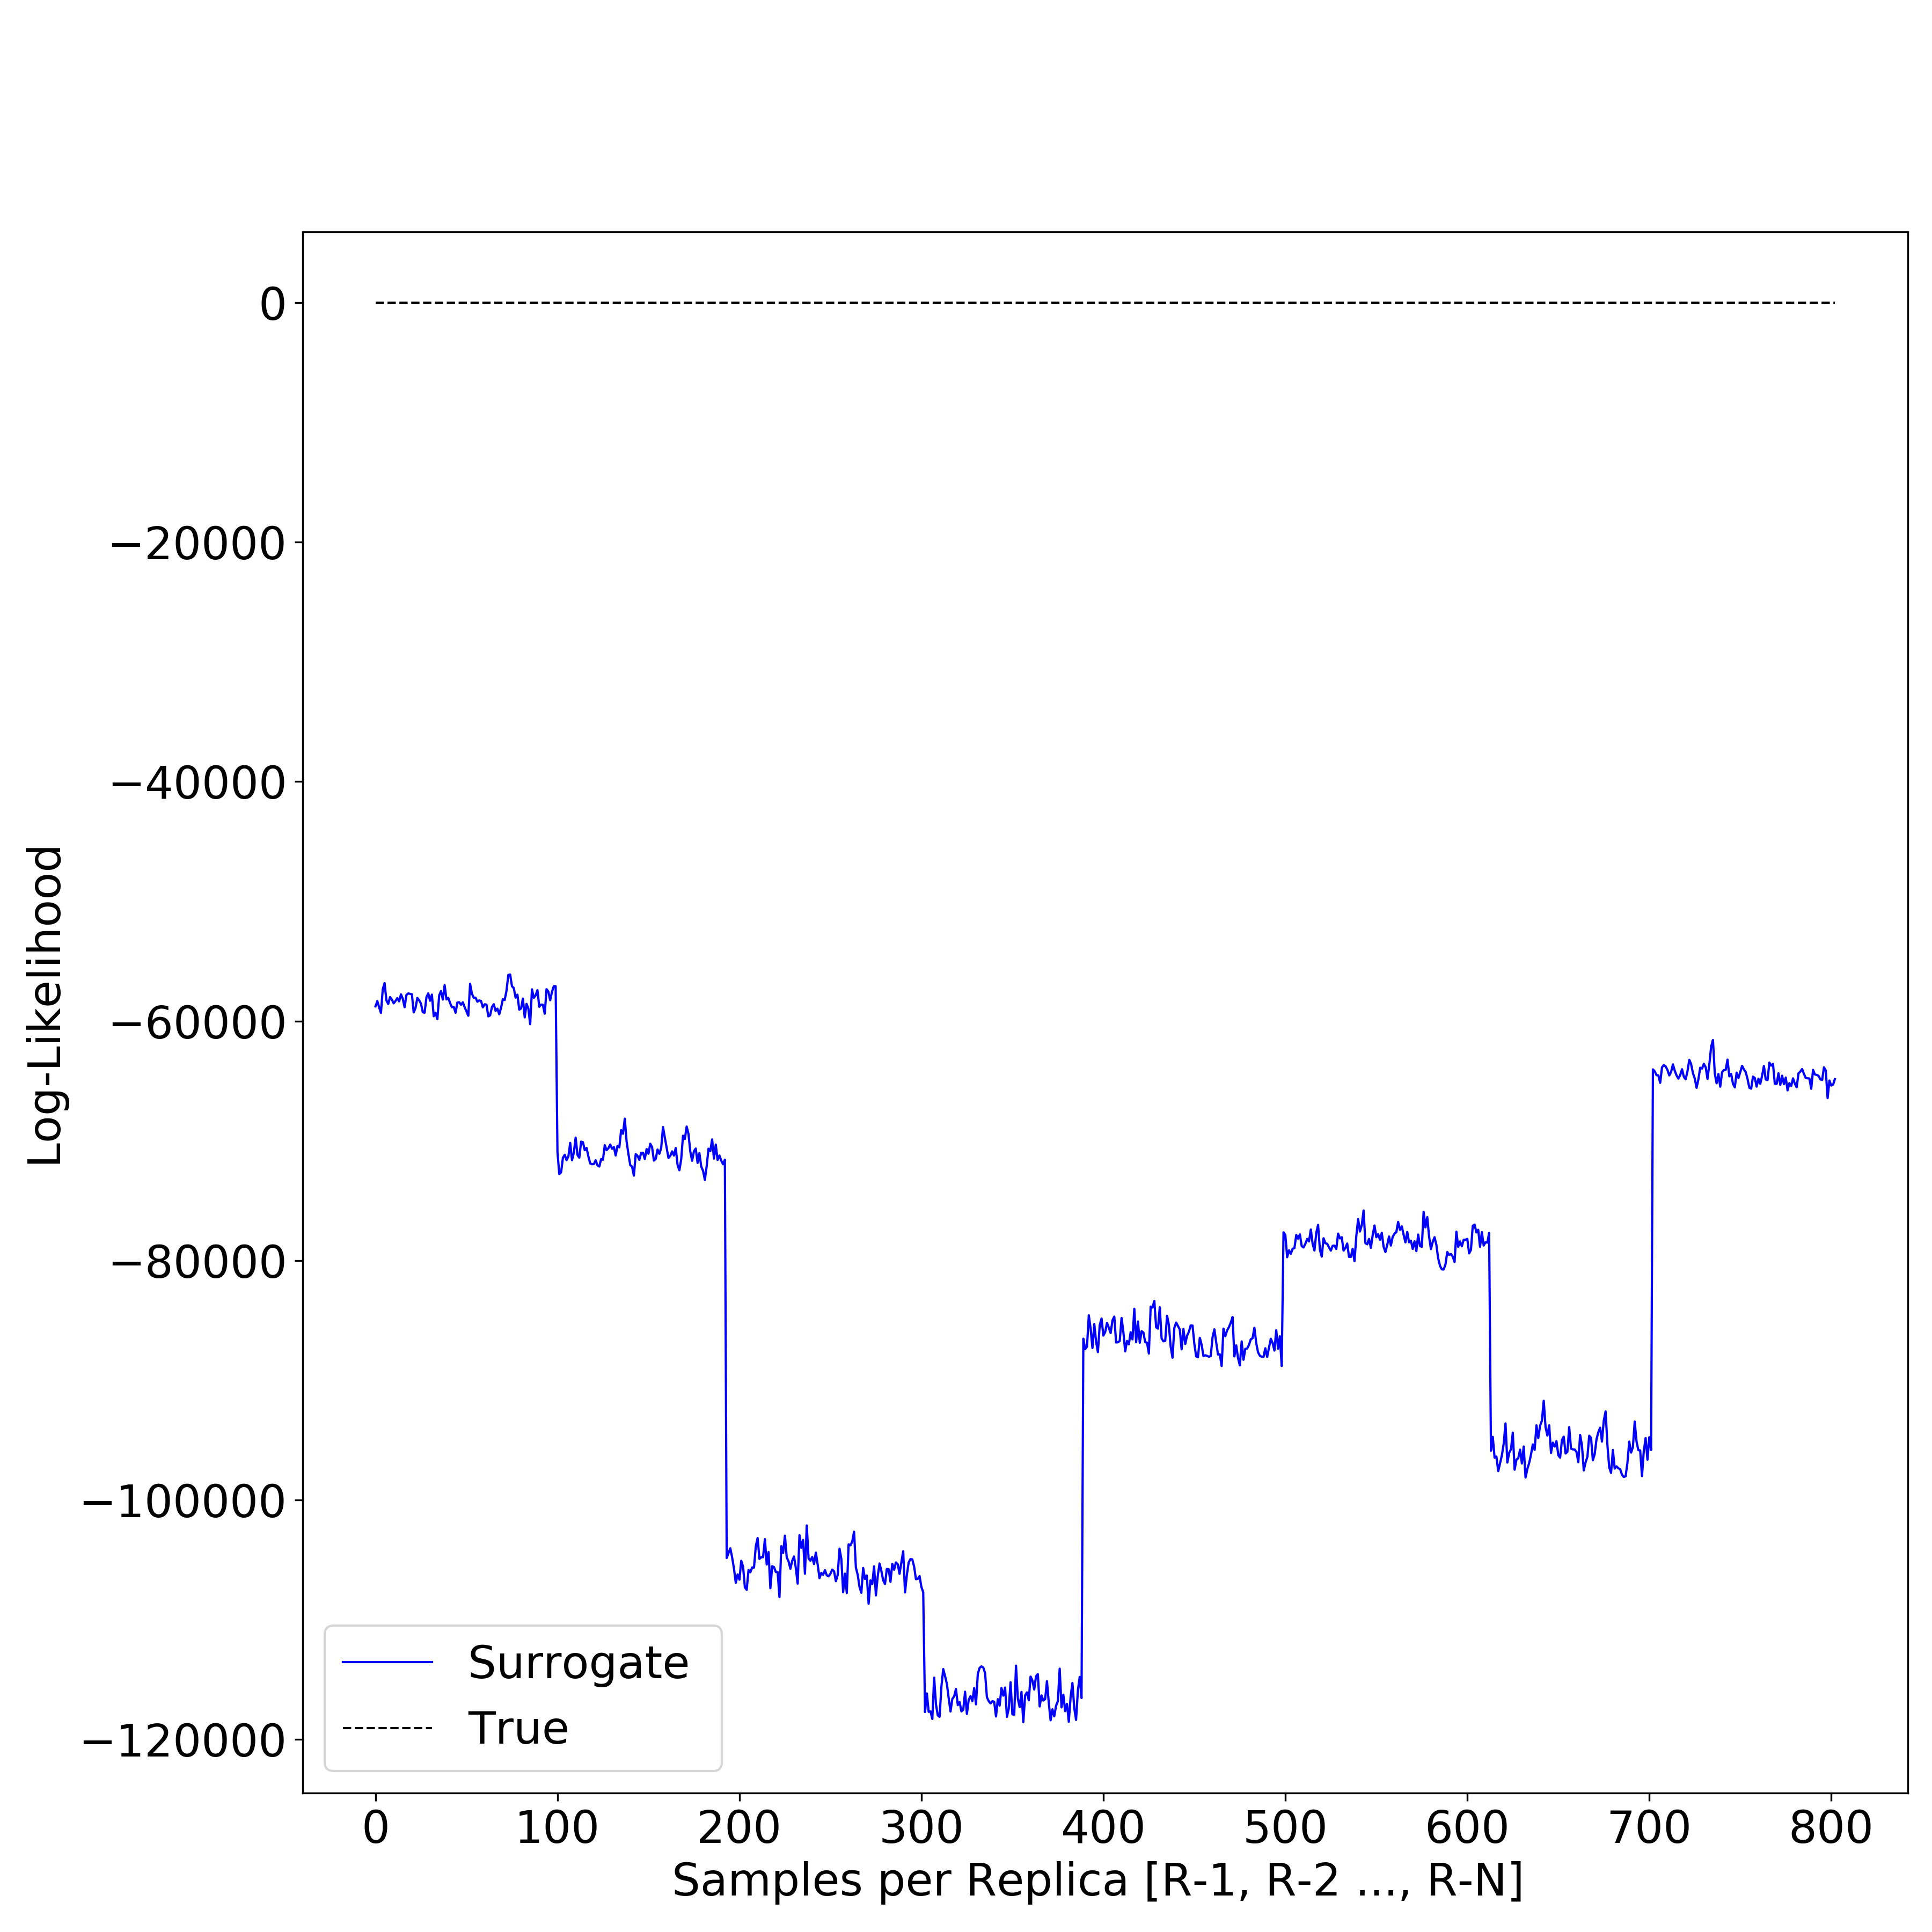 0
−20000
−40000
−60000
−80000
−100000
−120000
Log-Likelihood
Surrogate
True
0 100 200 300 400 500 600 700 800
Samples per Replica [R-1, R-2 ..., R-N]